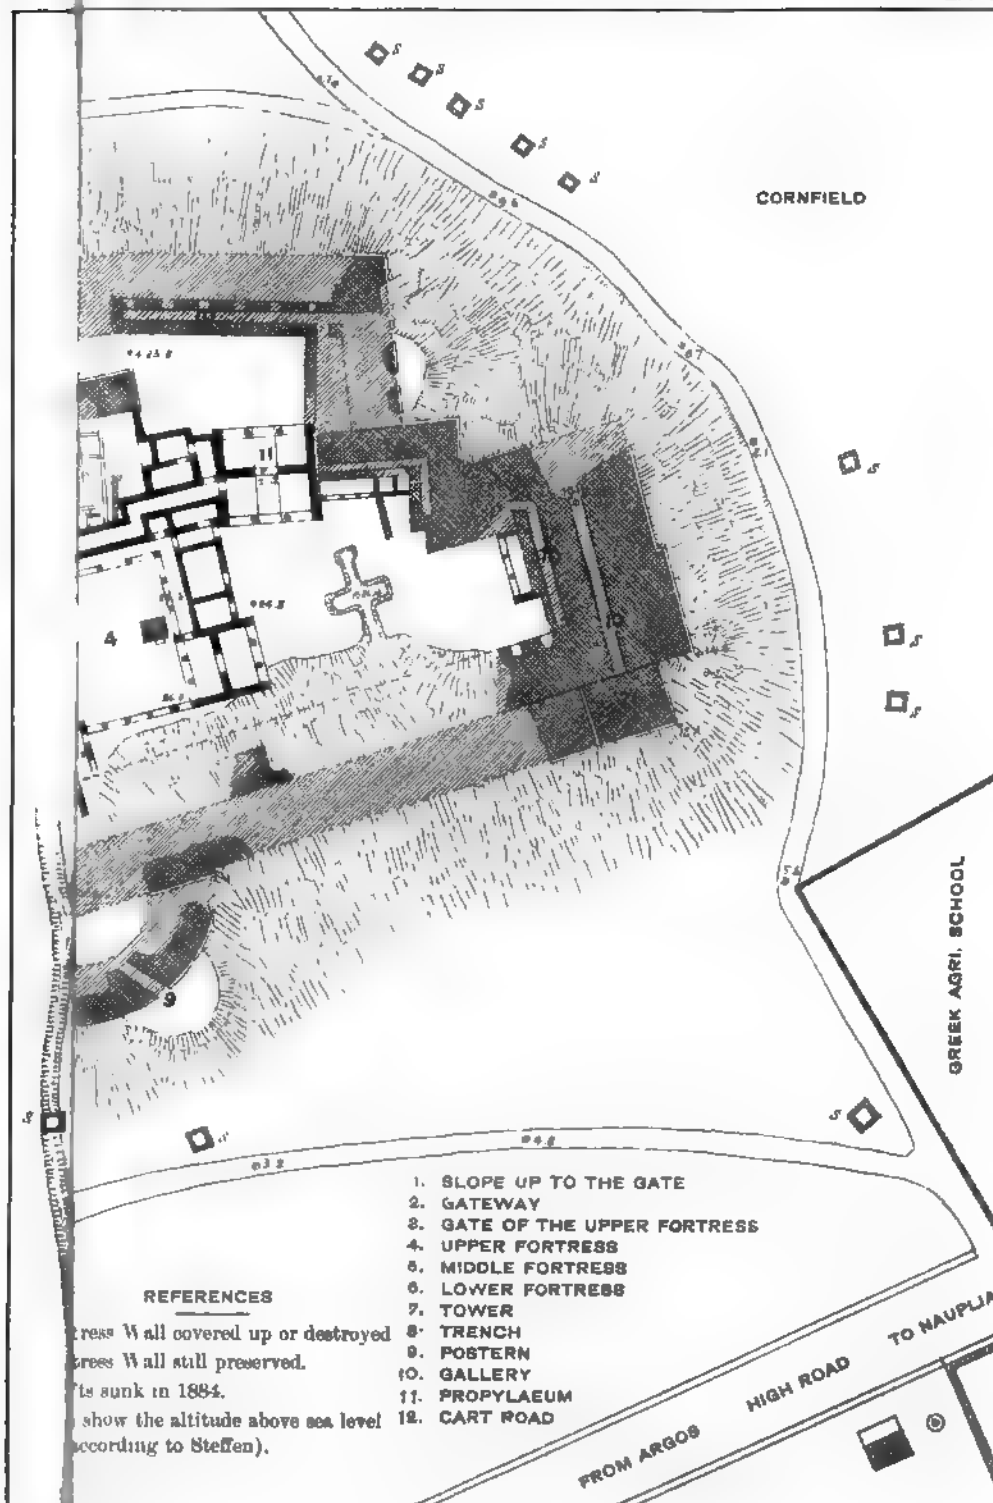 S
S
S
S
S
CORNFIELD
11
S
4
10
S
S
9
GREEK AGRI. SCHOOL
S
1. SLOPE UP TO THE GATE
2. GATEWAY
3. GATE OF THE UPPER FORTRESS
4. UPPER FORTRESS
5. MIDDLE FORTRESS
6. LOWER FORTRESS
7. TOWER
8. TRENCH
9. POSTERN
10. GALLERY
11. PROPYLAEUM
12. CART ROAD
REFERENCES
tress Wall covered up or destroyed
tress Wall still preserved.
ts sunk in 1884.
show the altitude above sea level
according to Steffen).
FROM ARGOS HIGH ROAD TO NAUPLIA